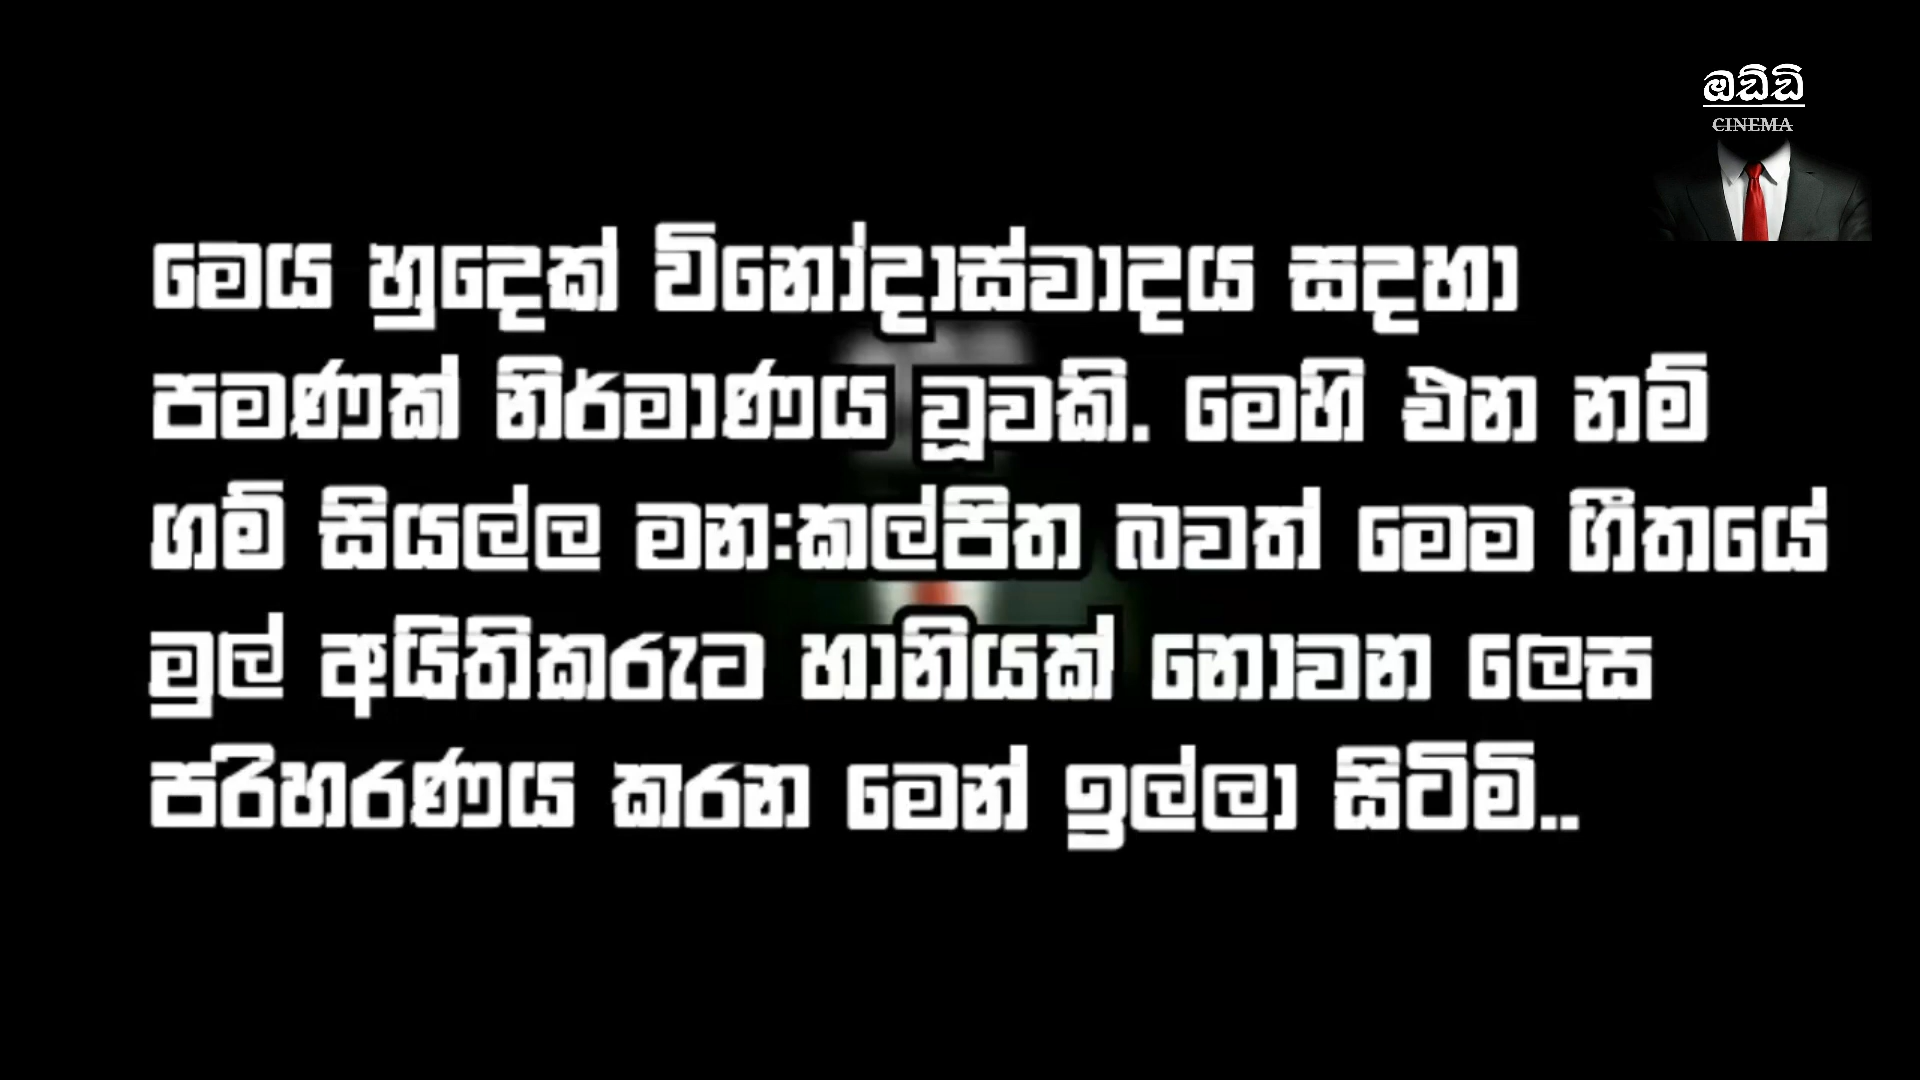 ඔඩ්ඩි
CINEMA
මෙය හුදෙක් විනෝදාස්වාදය සදහා
පමණක් නිර්මාණය වූවකි. මෙහි එන නම්
ගම් සියල්ල මනඃකල්පිත බවත් මෙම ගීතයේ
මුල් අයිතිකරුට හානියක් නොවන ලෙස
පරිහරණය කරන මෙන් ඉල්ලා සිටිමි..